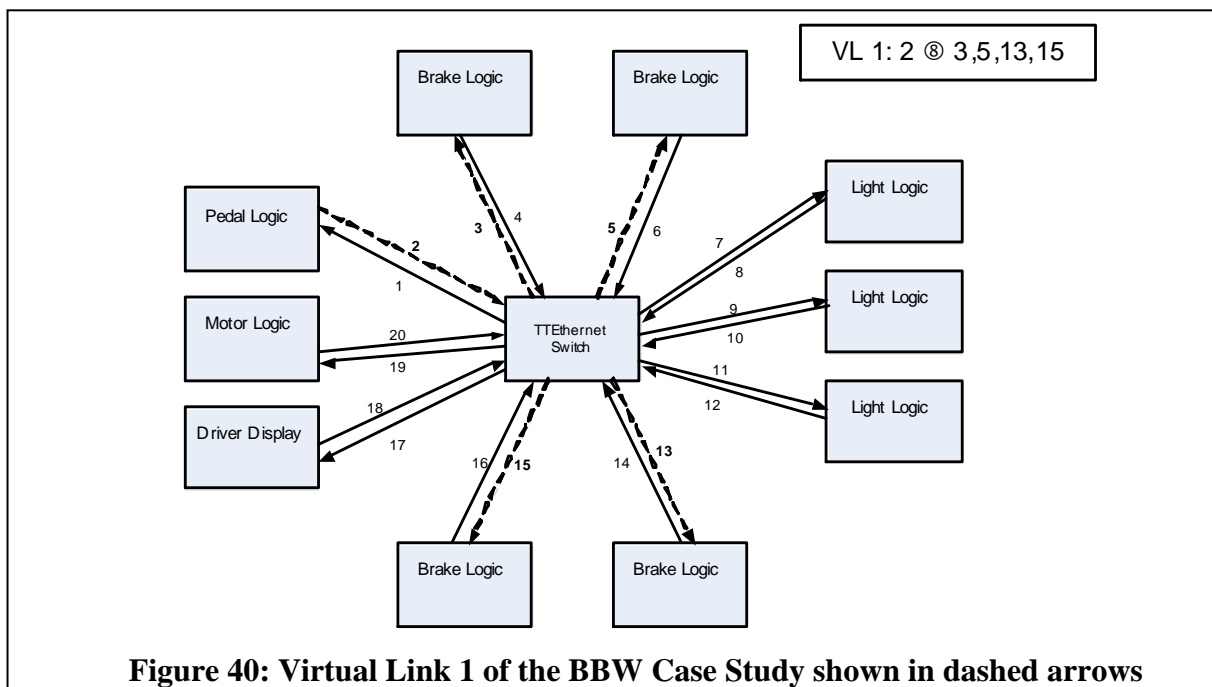 VL 1: 2 ® 3,5,13,15
Brake Logic
Brake Logic
Pedal Logic
Light Logic
4
3
5
6
7
8
2
1
Motor Logic
Light Logic
TTEthernet
Switch
20
19
9
10
11
12
Driver Display
Light Logic
18
17
16
15
14
13
Brake Logic
Brake Logic
Figure 40: Virtual Link 1 of the BBW Case Study shown in dashed arrows